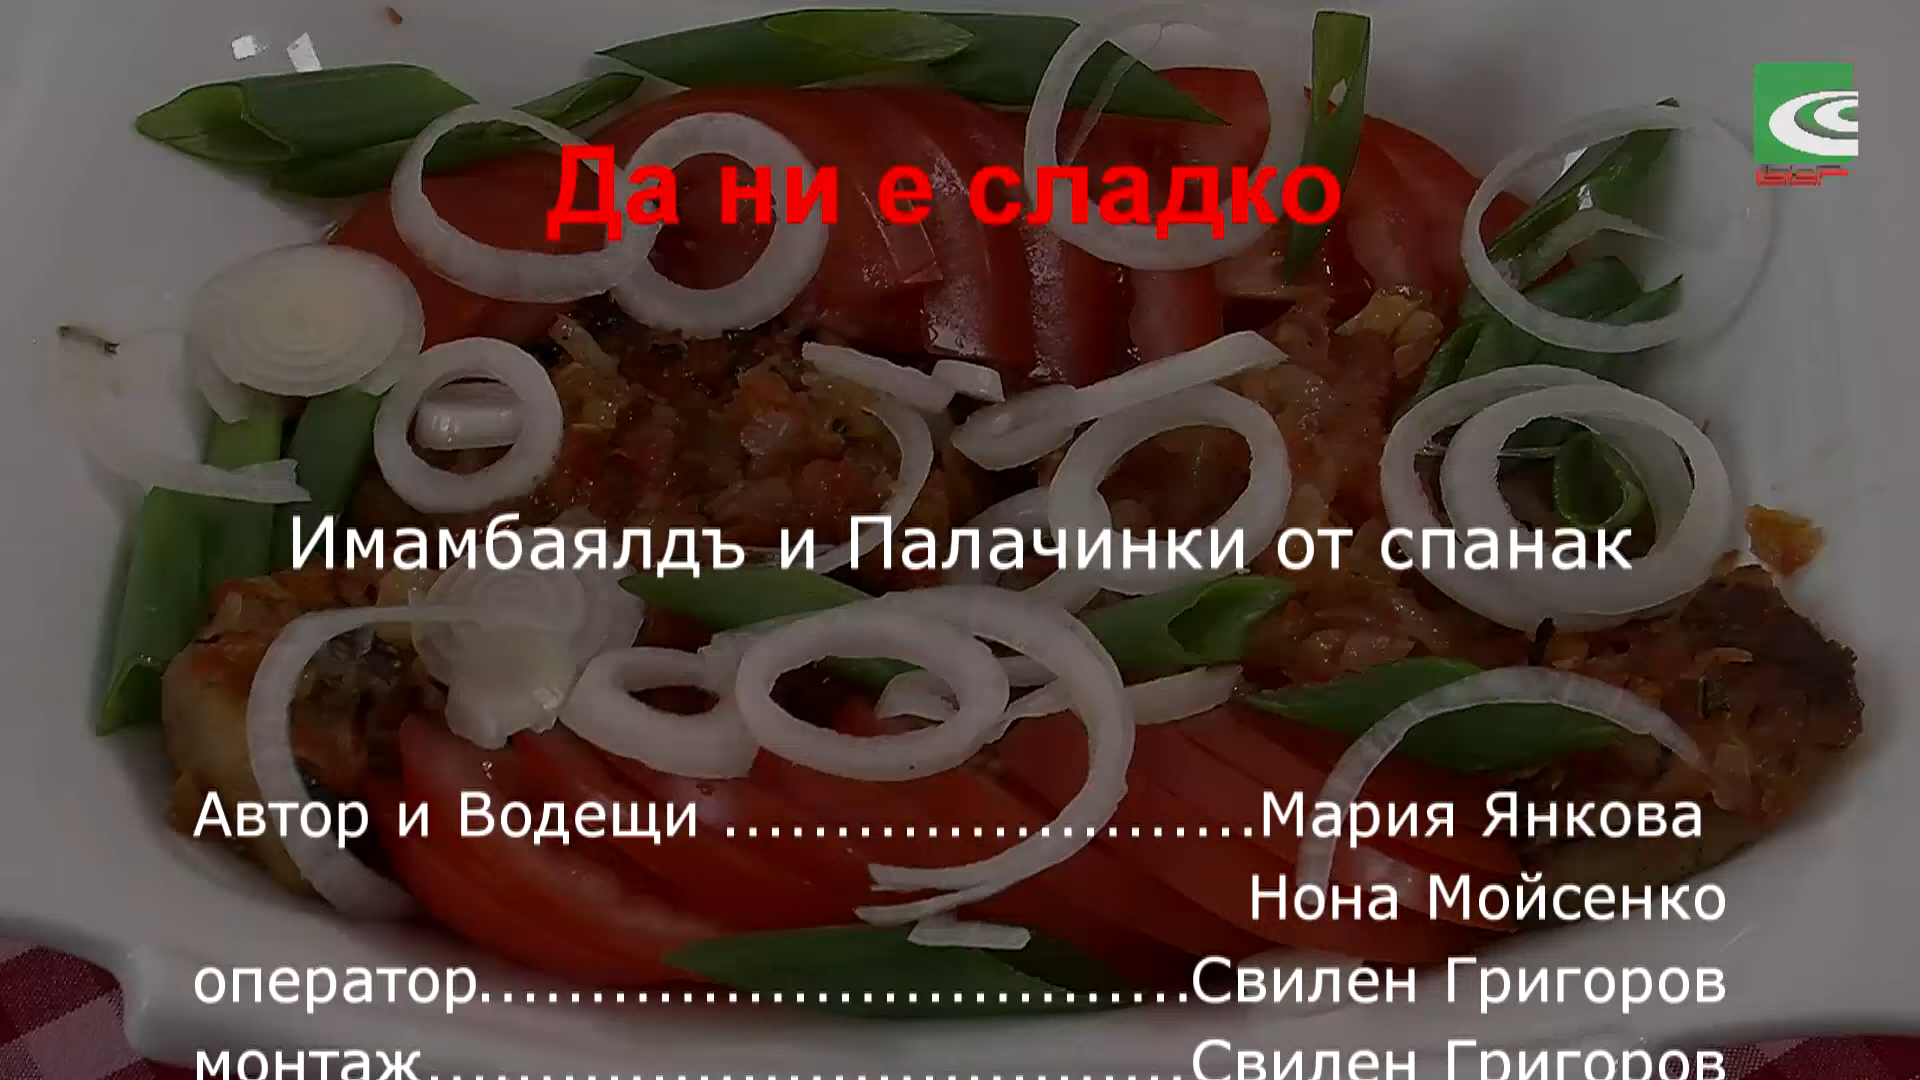 Да ни е сладко
Имамбаялдъ и Палачинки от спанак
Автор и Водещи ........................Мария Янкова
Нона Мойсенко
оператор................................Свилен Григоров
монтаж..................................Свилен Григоров